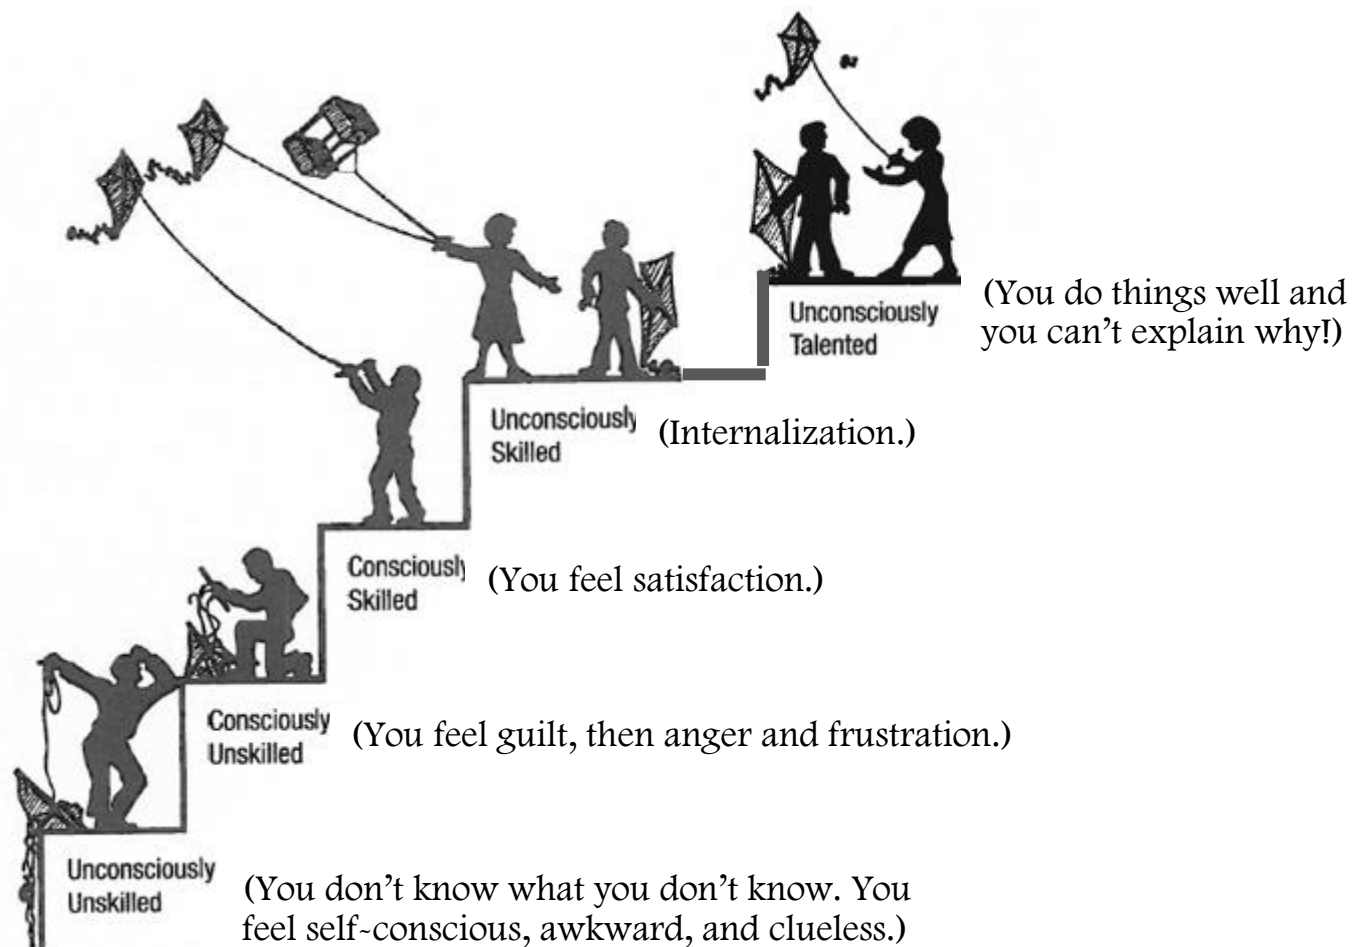 Unconsciously
Talented
(You do things well and
you can't explain why!)
Unconsciously
Skilled
(Internalization.)
Consciously
Skilled
(You feel satisfaction.)
Consciously
Unskilled
(You feel guilt, then anger and frustration.)
Unconsciously
Unskilled
(You don't know what you don't know. You
feel self-conscious, awkward, and clueless.)